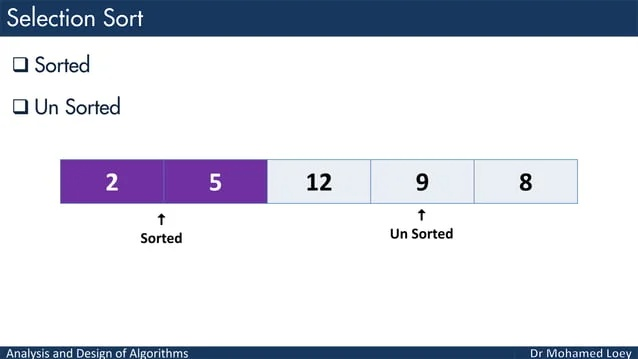 Selection Sort
❑ Sorted
❑ Un Sorted
2 5 12 9 8
↑ ↑
Sorted Un Sorted
Analysis and Design of Algorithms Dr Mohamed Loey